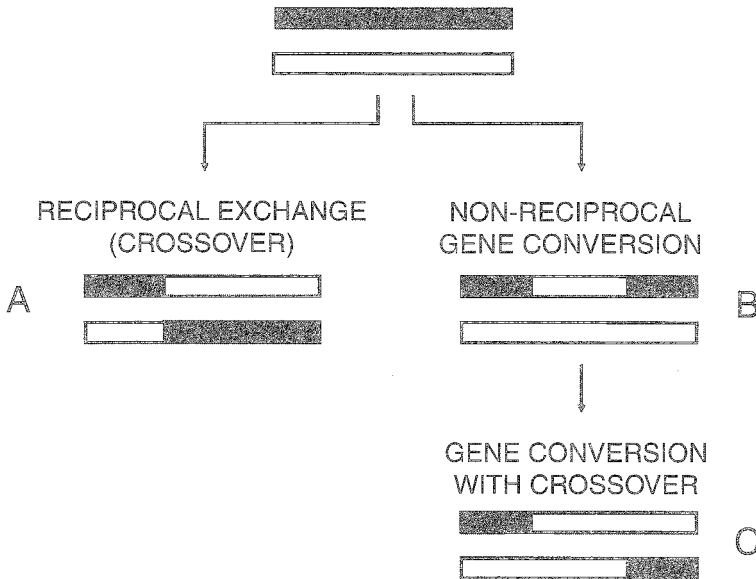 RECIPROCAL EXCHANGE
(CROSSOVER)
A
NON-RECIPROCAL
GENE CONVERSION
B
GENE CONVERSION
WITH CROSSOVER
C